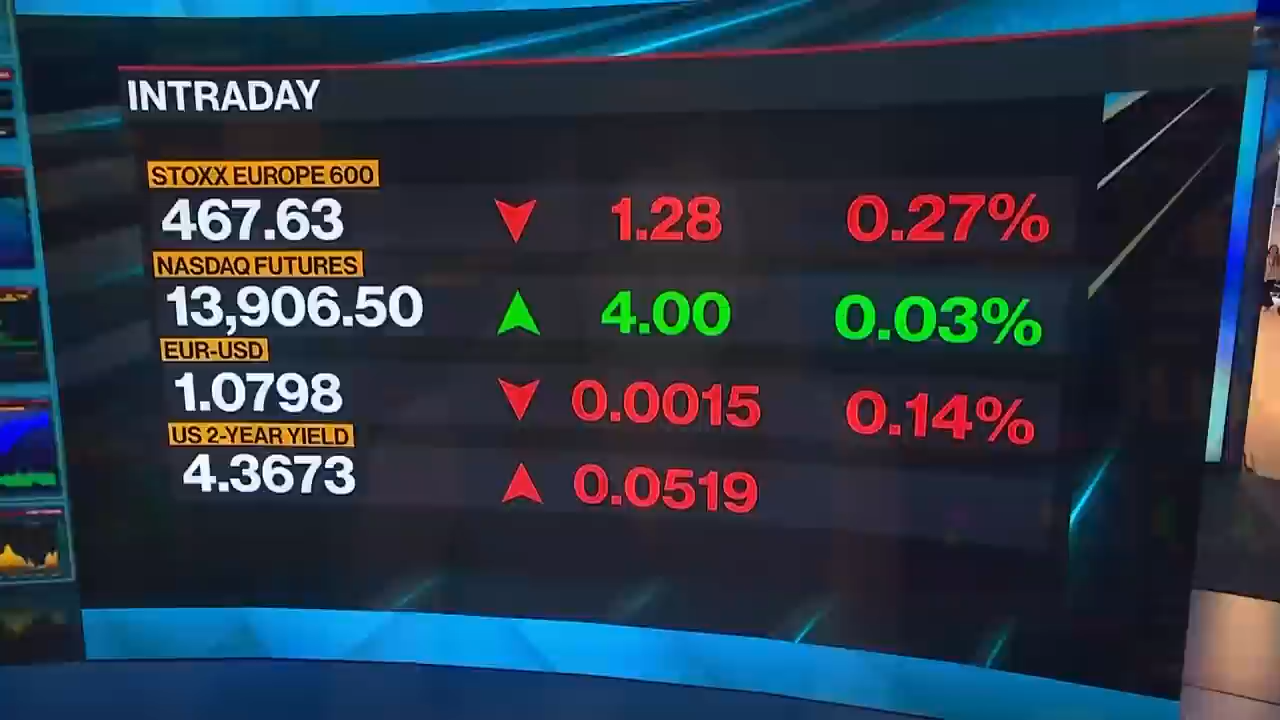 INTRADAY
STOXX EUROPE 600
467.63 1.28 0.27%
NASDAQ FUTURES
13,906.50 4.00 0.03%
EUR-USD
1.0798 0.0015 0.14%
US 2-YEAR YIELD
4.3673 0.0519